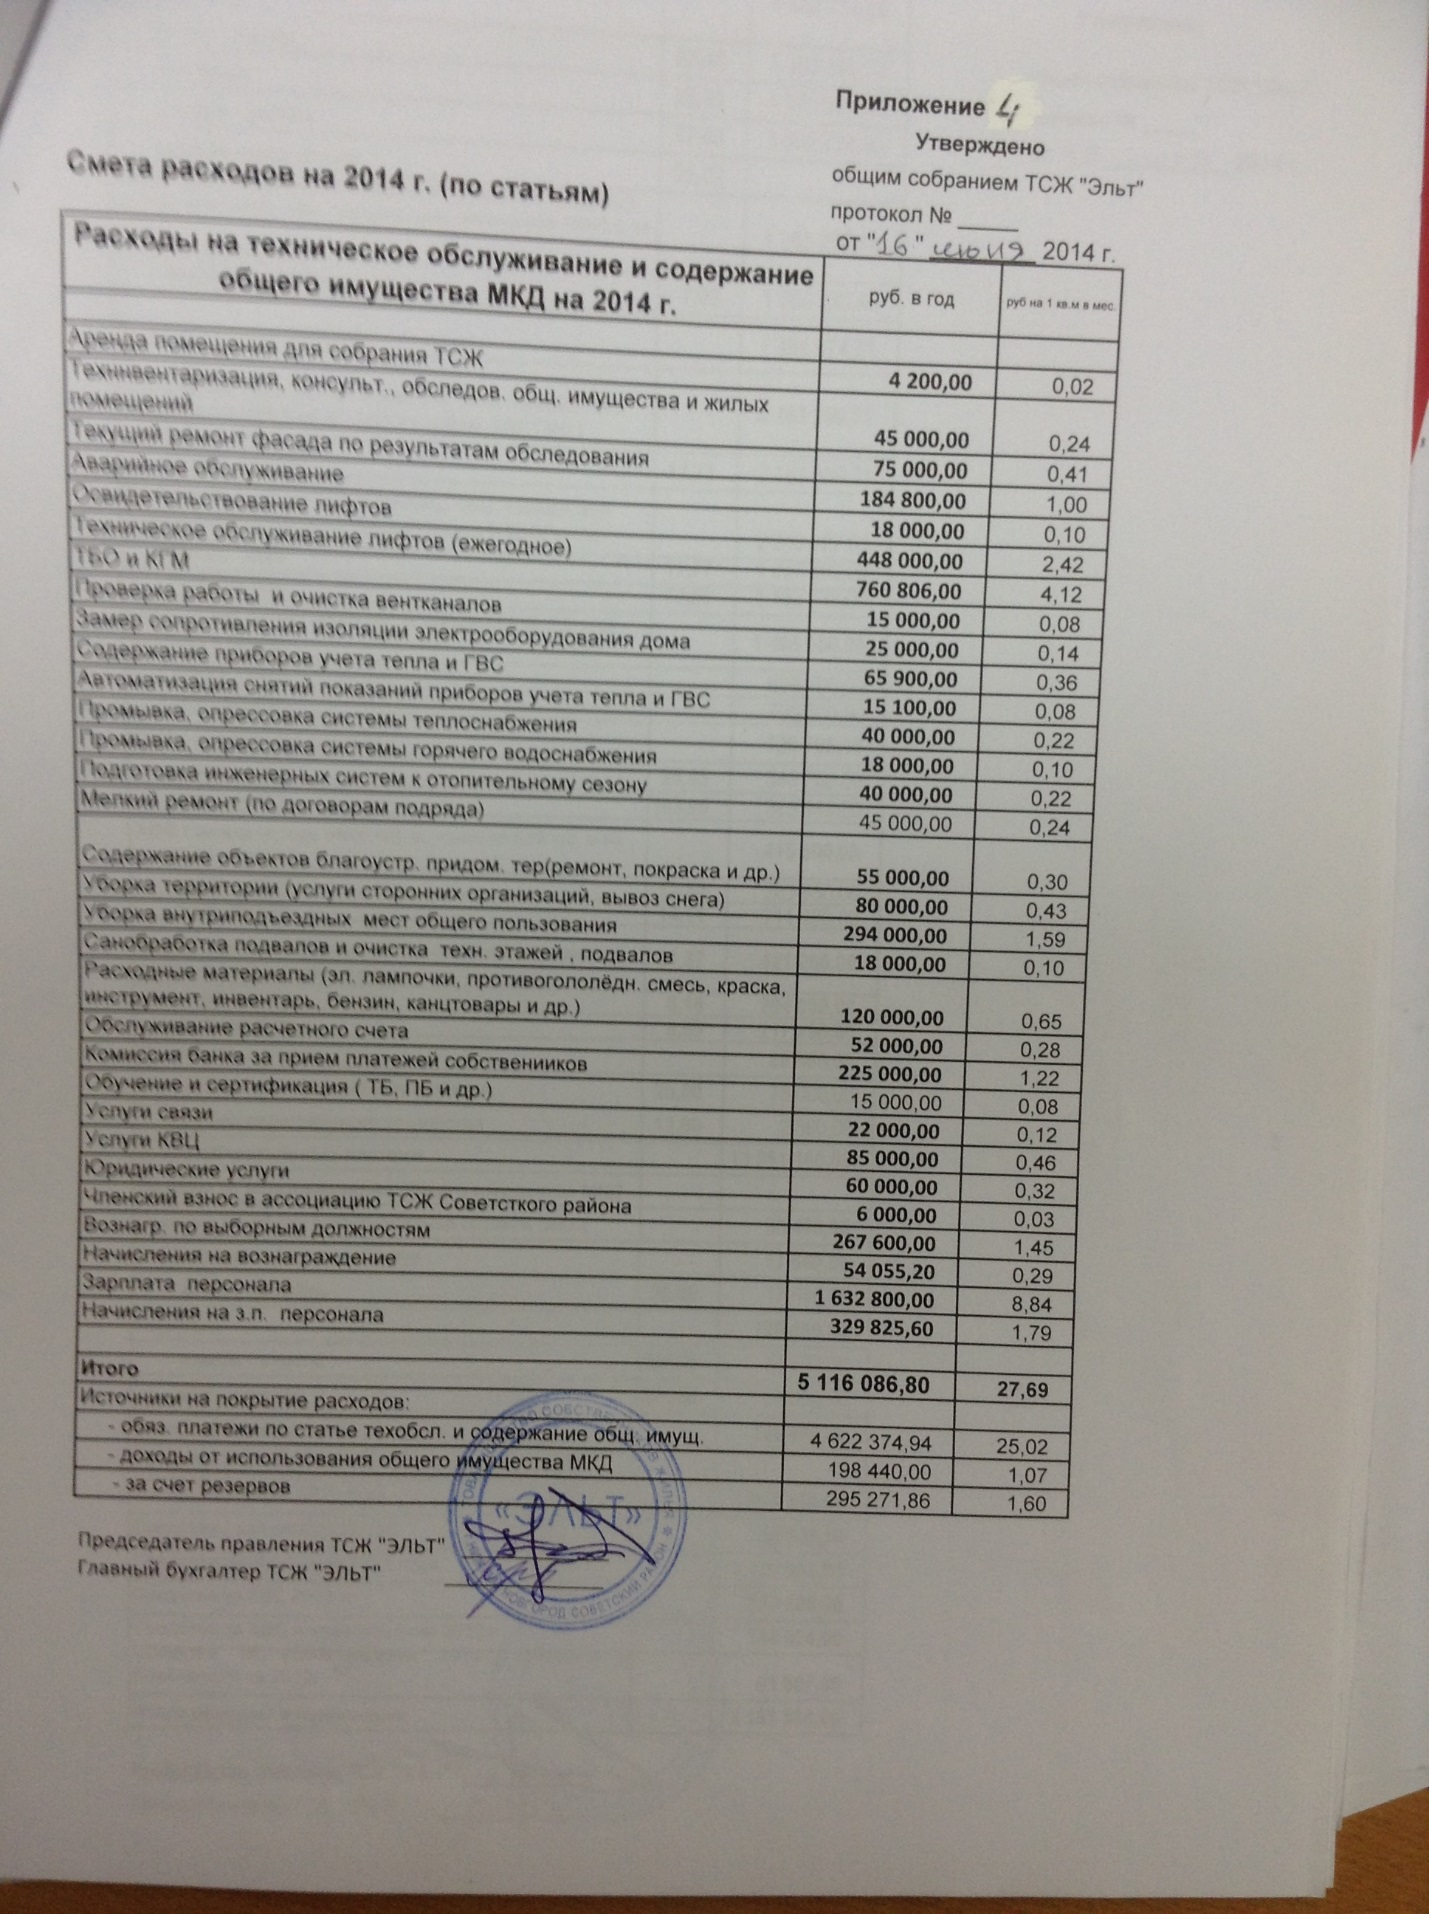 Приложение 4
Утверждено
общим собранием ТСЖ "Эльт"
протокол № _____
от "16" июня 2014 г.
Смета расходов на 2014 г. (по статьям)
Расходы на техническое обслуживание и содержание общего имущества МКД на 2014 г. руб. в год руб на 1 кв.м в мес.
Аренда помещения для собрания ТСЖ 4 200,00 0,02
Техинвентаризация, консульт., обследов. общ. имущества и жилых
помещений 45 000,00 0,24
Текущий ремонт фасада по результатам обследования 75 000,00 0,41
Аварийное обслуживание 184 800,00 1,00
Освидетельствование лифтов 18 000,00 0,10
Техническое обслуживание лифтов (ежегодное) 448 000,00 2,42
ТБО и КГМ 760 806,00 4,12
Проверка работы и очистка вентканалов 15 000,00 0,08
Замер сопротивления изоляции электрооборудования дома 25 000,00 0,14
Содержание приборов учета тепла и ГВС 65 900,00 0,36
Автоматизация снятий показаний приборов учета тепла и ГВС 15 100,00 0,08
Промывка, опрессовка системы теплоснабжения 40 000,00 0,22
Промывка, опрессовка системы горячего водоснабжения 18 000,00 0,10
Подготовка инженерных систем к отопительному сезону 40 000,00 0,22
Мелкий ремонт (по договорам подряда) 45 000,00 0,24
Содержание объектов благоустр. придом. тер(ремонт, покраска и др.) 55 000,00 0,30
Уборка территории (услуги сторонних организаций, вывоз снега) 80 000,00 0,43
Уборка внутриподъездных мест общего пользования 294 000,00 1,59
Санобработка подвалов и очистка техн. этажей , подвалов 18 000,00 0,10
Расходные материалы (эл. лампочки, противогололёдн. смесь, краска,
инструмент, инвентарь, бензин, канцтовары и др.) 120 000,00 0,65
Обслуживание расчетного счета 52 000,00 0,28
Комиссия банка за прием платежей собственииков 225 000,00 1,22
Обучение и сертификация ( ТБ, ПБ и др.) 15 000,00 0,08
Услуги связи 22 000,00 0,12
Услуги КВЦ 85 000,00 0,46
Юридические услуги 60 000,00 0,32
Членский взнос в ассоциацию ТСЖ Советсткого района 6 000,00 0,03
Вознагр. по выборным должностям 267 600,00 1,45
Начисления на вознаграждение 54 055,20 0,29
Зарплата персонала 1 632 800,00 8,84
Начисления на з.п. персонала 329 825,60 1,79
Итого 5 116 086,80 27,69
Источники на покрытие расходов:
- обяз. платежи по статье техобсл. и содержание общ. имущ. 4 622 374,94 25,02
- доходы от использования общего имущества МКД 198 440,00 1,07
- за счет резервов 295 271,86 1,60
Председатель правления ТСЖ "ЭЛЬТ"
Главный бухгалтер ТСЖ "ЭЛЬТ"
«ЭЛЬТ»
НОВГОРОД СОВЕТСКИЙ РАЙОН